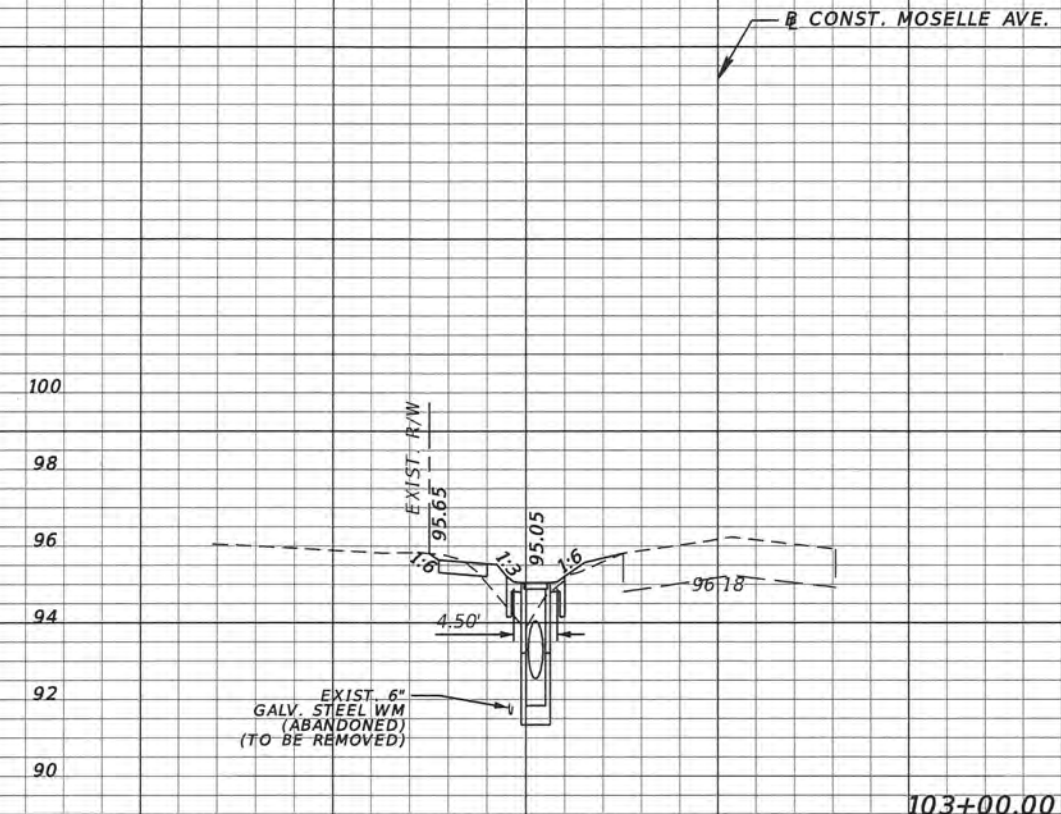 ℄ CONST. MOSELLE AVE.
100
98
96
94
92
90
EXIST. R/W
95.65
95.05
1:6
1:3
1:6
96.18
4.50'
EXIST. 6"
GALV. STEEL WM
(ABANDONED)
(TO BE REMOVED)
103+00.00